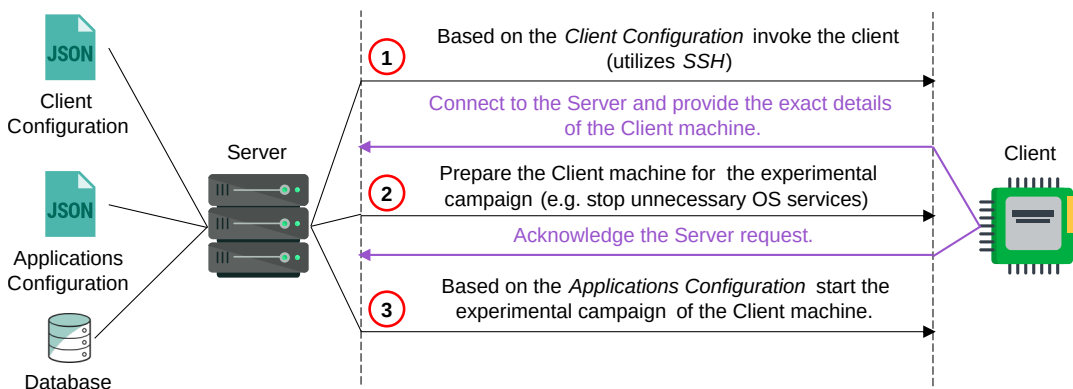 JSON
Client
Configuration
JSON
Applications
Configuration
Database
Server
1
Based on the Client Configuration invoke the client
(utilizes SSH)
Connect to the Server and provide the exact details
of the Client machine.
2
Prepare the Client machine for the experimental
campaign (e.g. stop unnecessary OS services)
Acknowledge the Server request.
3
Based on the Applications Configuration start the
experimental campaign of the Client machine.
Client